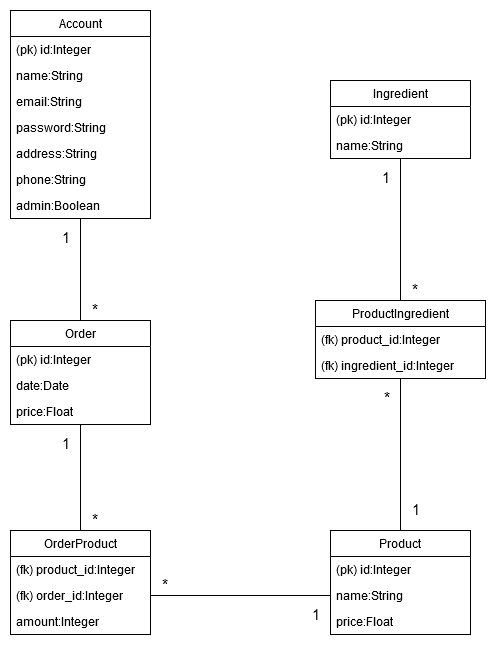 Account
(pk) id:Integer
name:String
email:String
password:String
address:String
phone:String
admin:Boolean
1
*
Order
(pk) id:Integer
date:Date
price:Float
1
*
OrderProduct
(fk) product_id:Integer
(fk) order_id:Integer
amount:Integer
*
1
Ingredient
(pk) id:Integer
name:String
1
*
ProductIngredient
(fk) product_id:Integer
(fk) ingredient_id:Integer
*
1
Product
(pk) id:Integer
name:String
price:Float